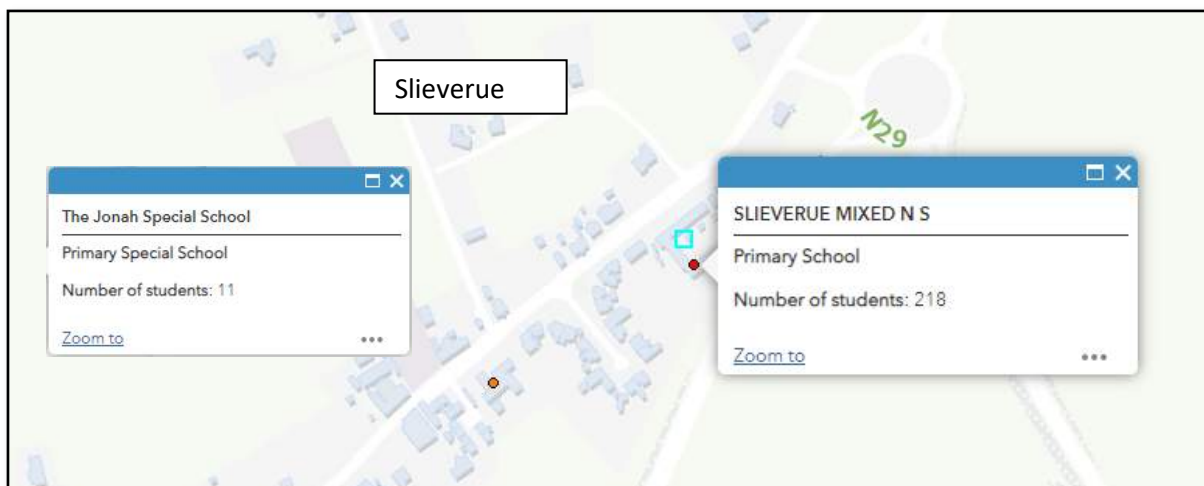 Slieverue
N29
The Jonah Special School
Primary Special School
Number of students: 11
Zoom to
SLIEVERUE MIXED N S
Primary School
Number of students: 218
Zoom to